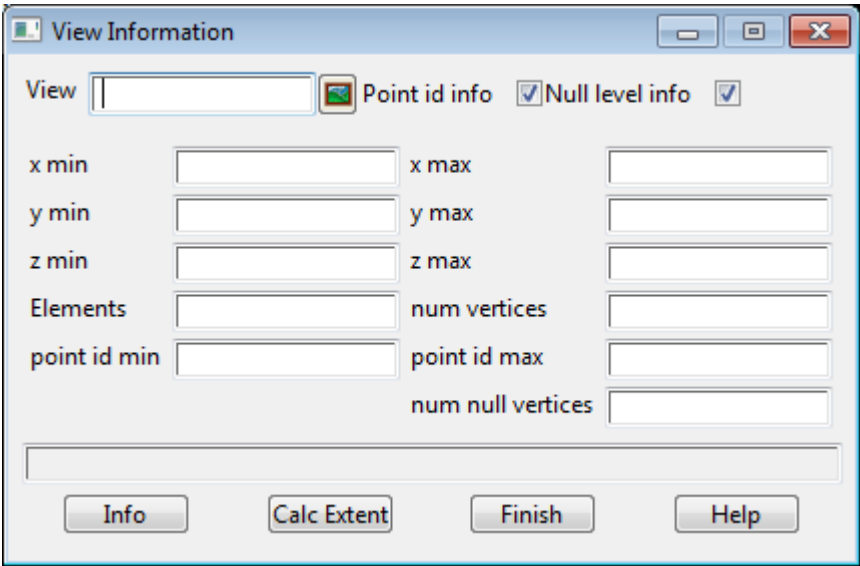 View Information
View Point id info Null level info
x min x max
y min y max
z min z max
Elements num vertices
point id min point id max
num null vertices
Info Calc Extent Finish Help